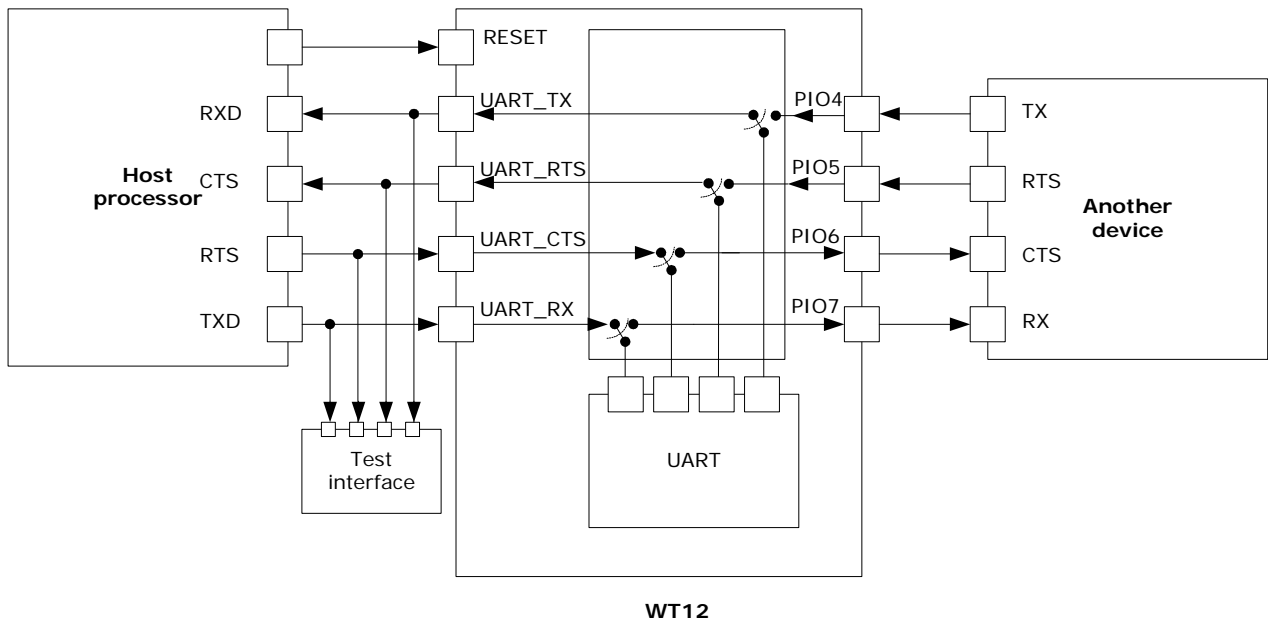 RESET
RXD
UART_TX
PIO4
TX
Host
processor
CTS
UART_RTS
PIO5
RTS
Another
device
RTS
UART_CTS
PIO6
CTS
TXD
UART_RX
PIO7
RX
Test
interface
UART
WT12